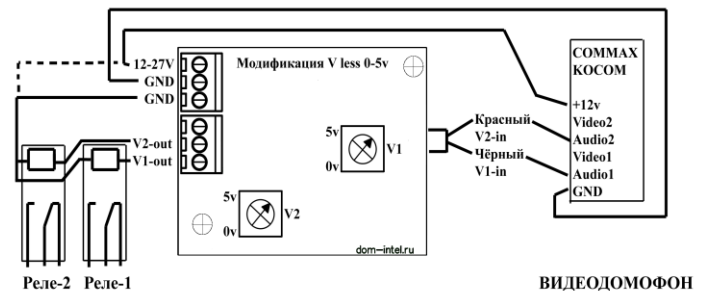 12-27V
GND
GND
V2-out
V1-out
Модификация V less 0-5v
5v
0v
V1
5v
0v
V2
dom-intel.ru
Красный
V2-in
Чёрный
V1-in
COMMAX
KOCOM
+12v
Video2
Audio2
Video1
Audio1
GND
Реле-2 Реле-1
ВИДЕОДОМОФОН